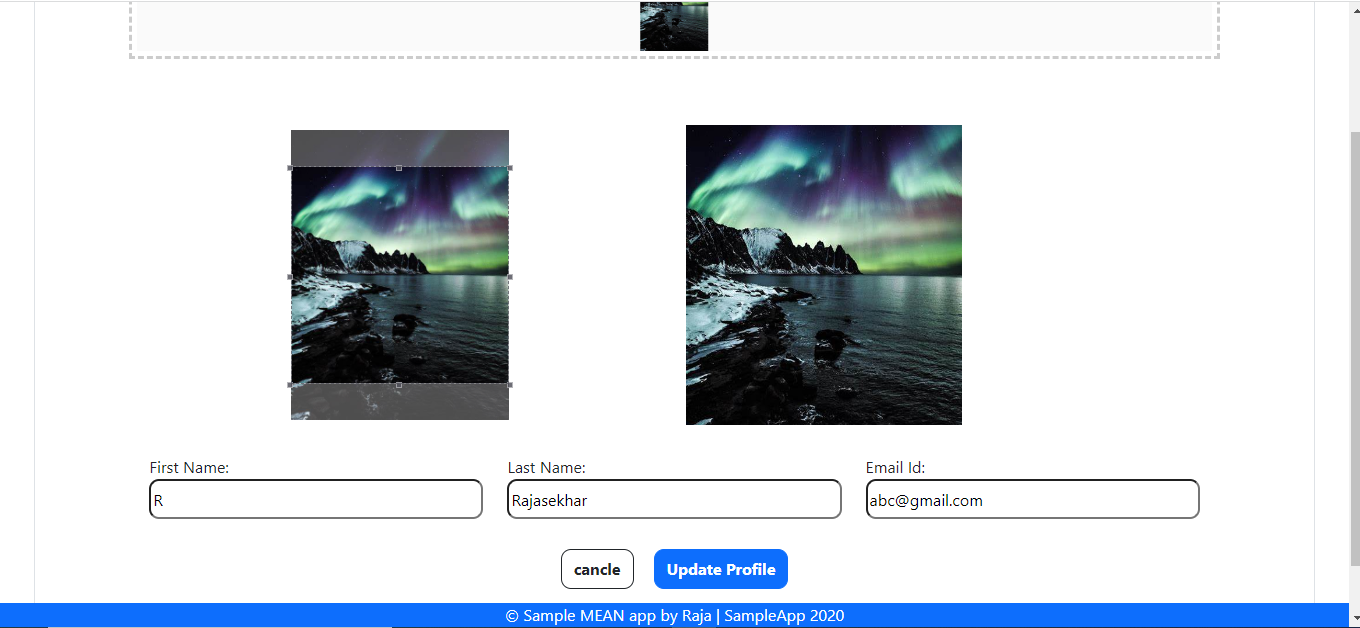 First Name: Last Name: Email Id:
R Rajasekhar abc@gmail.com
cancle Update Profile
© Sample MEAN app by Raja | SampleApp 2020